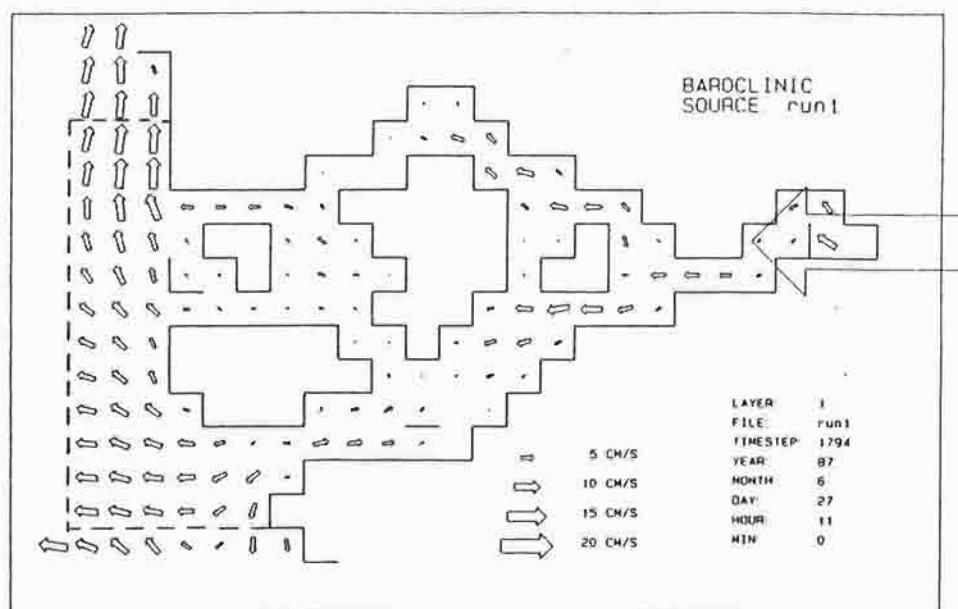 BAROCLINIC
SOURCE run1
LAYER: 1
FILE: run1
TIMESTEP: 1794
YEAR: 87
MONTH: 6
DAY: 27
HOUR: 11
MIN: 0
5 CM/S
10 CM/S
15 CM/S
20 CM/S